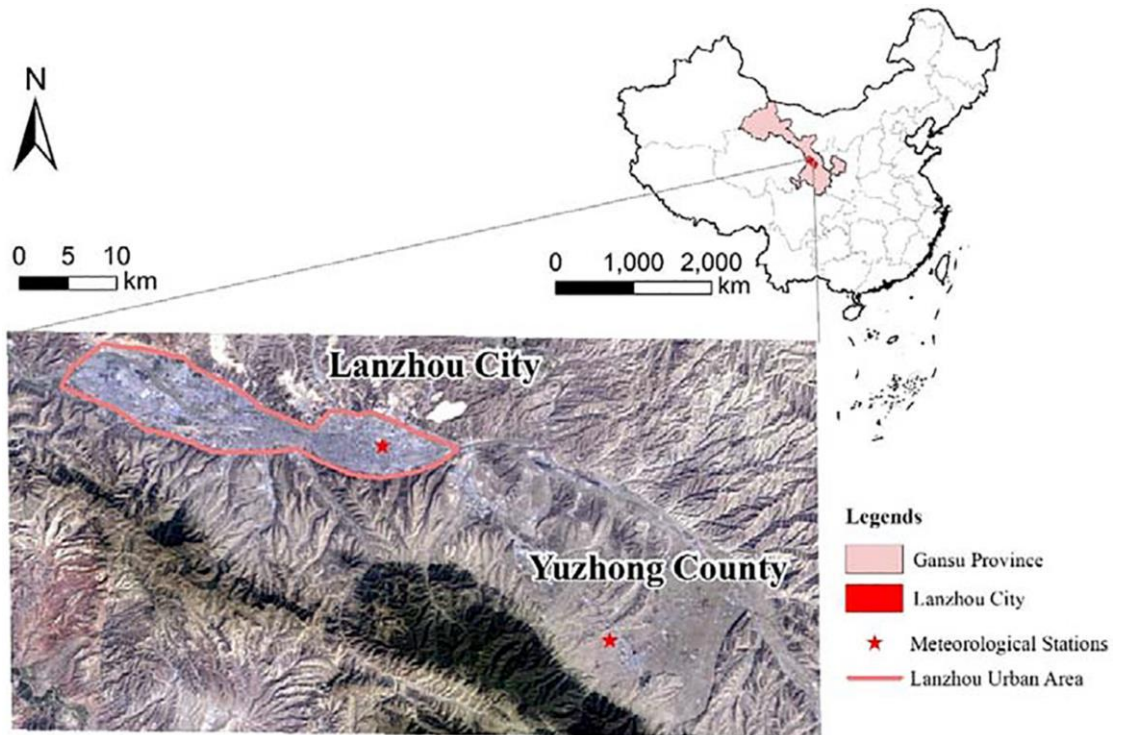 N
0 5 10
km
0 1,000 2,000
km
Lanzhou City
Yuzhong County
Legends
Gansu Province
Lanzhou City
Meteorological Stations
Lanzhou Urban Area